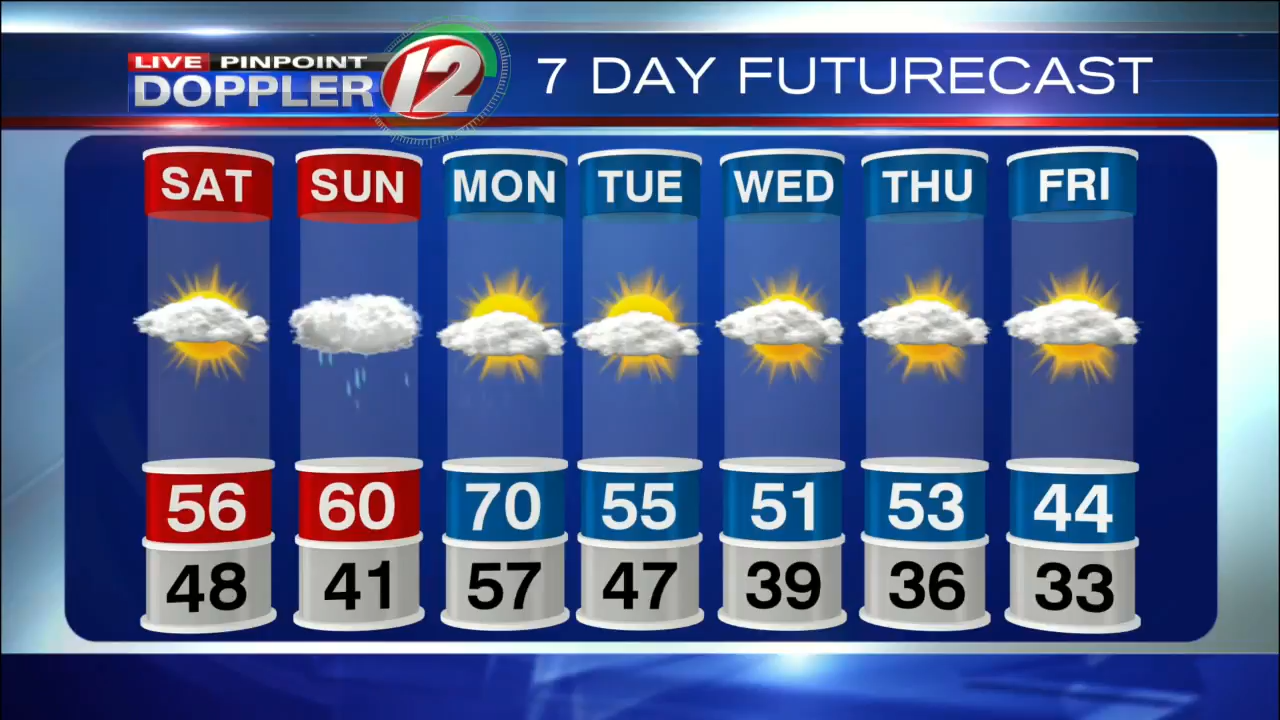 LIVE PINPOINT
DOPPLER 12
7 DAY FUTURECAST
SAT SUN MON TUE WED THU FRI
56 60 70 55 51 53 44
48 41 57 47 39 36 33